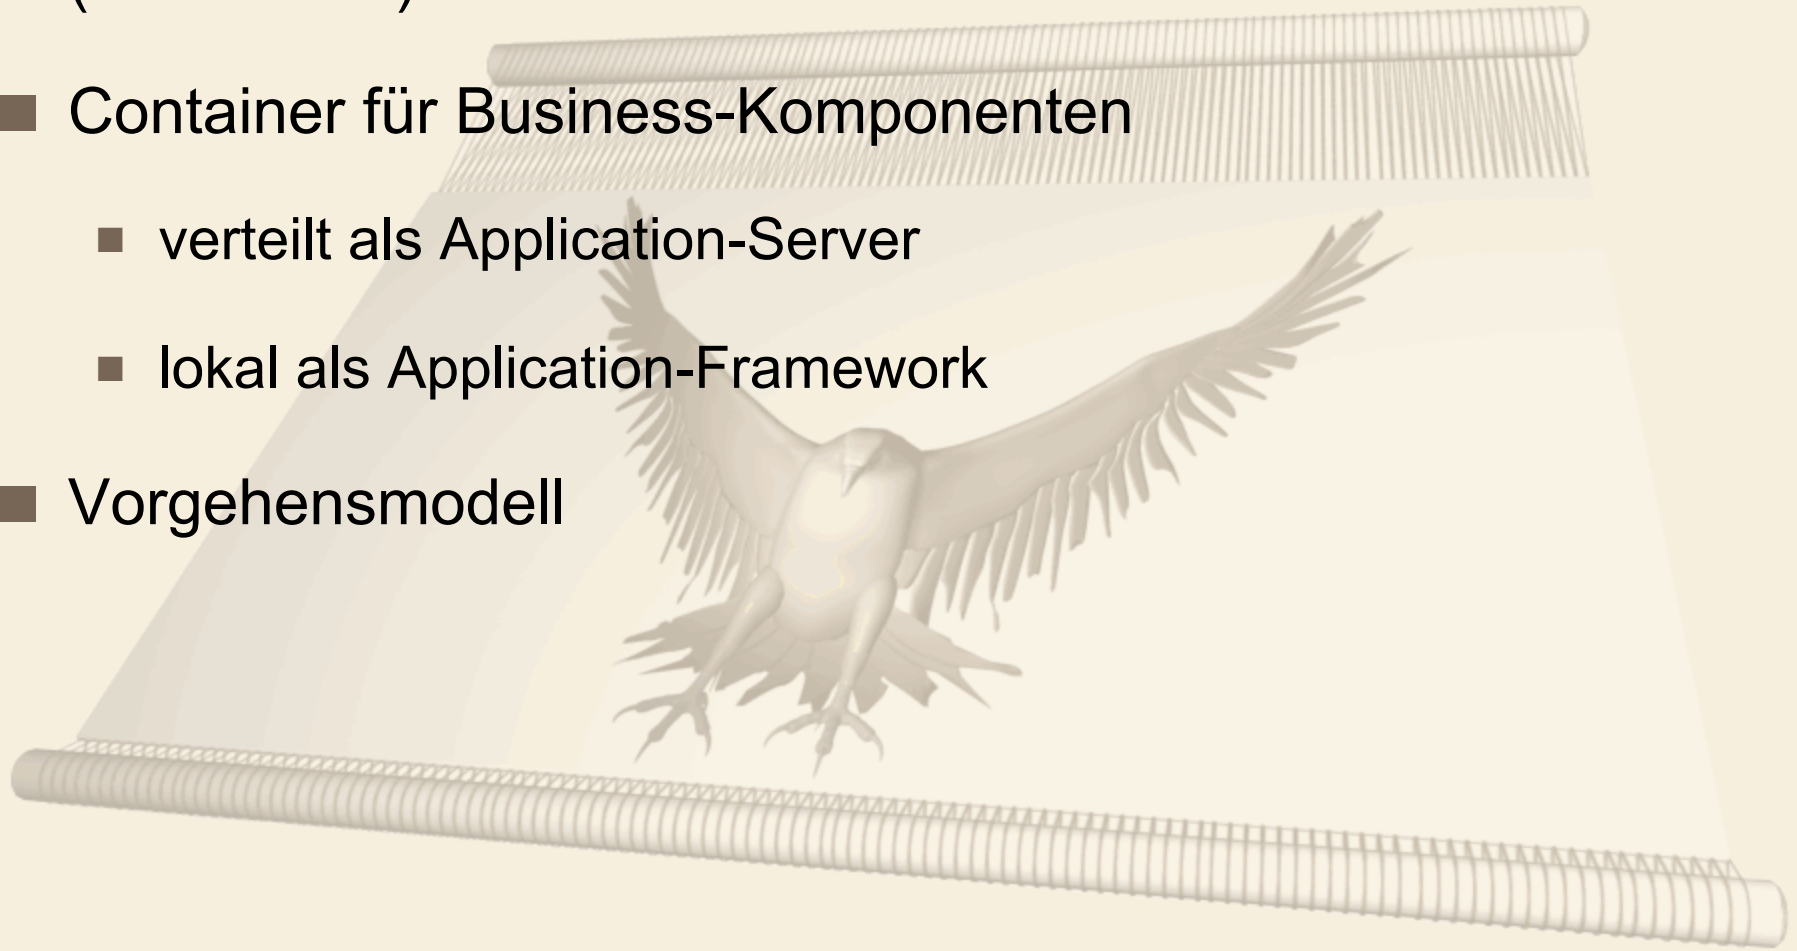 Container für Business-Komponenten
verteilt als Application-Server
lokal als Application-Framework
Vorgehensmodell